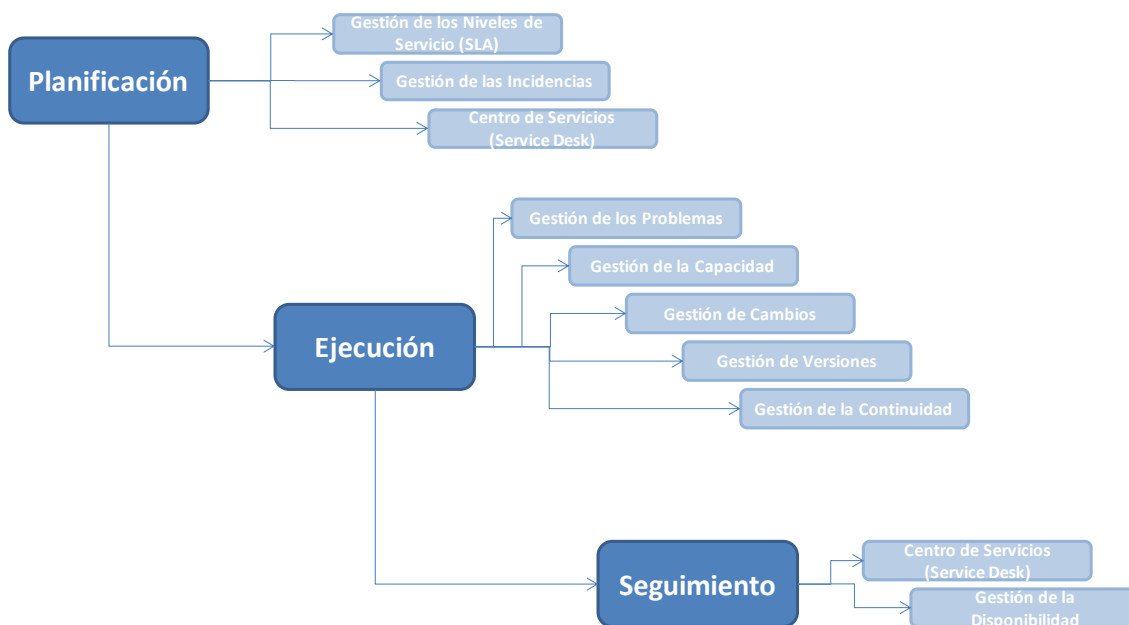 Gestión de los Niveles de
Servicio (SLA)
Planificación
Gestión de las Incidencias
Centro de Servicios
(Service Desk)
Gestión de los Problemas
Gestión de la Capacidad
Gestión de Cambios
Ejecución
Gestión de Versiones
Gestión de la Continuidad
Centro de Servicios
(Service Desk)
Seguimiento
Gestión de la
Disponibilidad